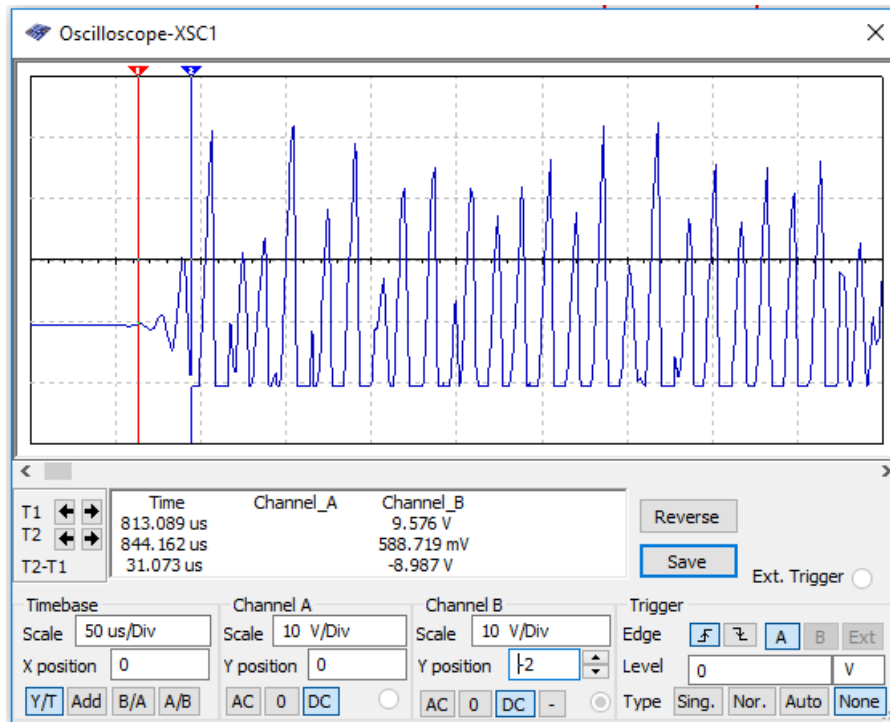 Oscilloscope-XSC1
1 2
Time Channel_A Channel_B
T1 813.089 us 9.576 V
T2 844.162 us 588.719 mV
T2-T1 31.073 us -8.987 V
Reverse
Save
Ext. Trigger
Timebase Channel A Channel B Trigger
Scale 50 us/Div Scale 10 V/Div Scale 10 V/Div Edge A B Ext
X position 0 Y position 0 Y position -2 Level 0 V
Y/T Add B/A A/B AC 0 DC AC 0 DC - Type Sing. Nor. Auto None